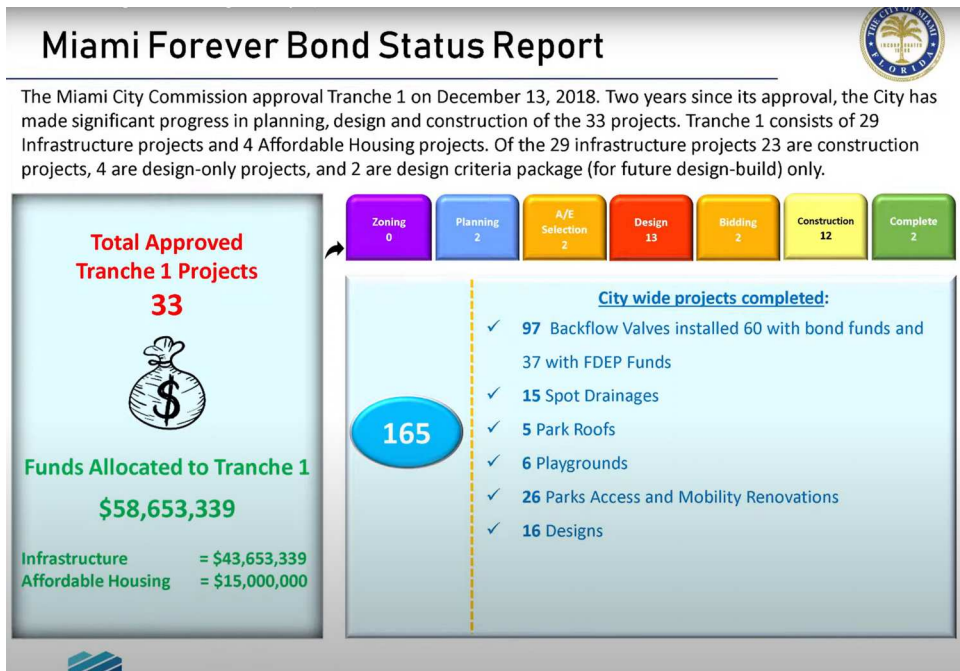 Miami Forever Bond Status Report
The Miami City Commission approval Tranche 1 on December 13, 2018. Two years since its approval, the City has
made significant progress in planning, design and construction of the 33 projects. Tranche 1 consists of 29
Infrastructure projects and 4 Affordable Housing projects. Of the 29 infrastructure projects 23 are construction
projects, 4 are design-only projects, and 2 are design criteria package (for future design-build) only.
Total Approved
Tranche 1 Projects
33
$
Funds Allocated to Tranche 1
$58,653,339
Infrastructure = $43,653,339
Affordable Housing = $15,000,000
Zoning
0
Planning
2
A/E
Selection
2
Design
13
Bidding
2
Construction
12
Complete
2
165
City wide projects completed:
✓ 97 Backflow Valves installed 60 with bond funds and
37 with FDEP Funds
✓ 15 Spot Drainages
✓ 5 Park Roofs
✓ 6 Playgrounds
✓ 26 Parks Access and Mobility Renovations
✓ 16 Designs
THE CITY OF MIAMI
FLORIDA